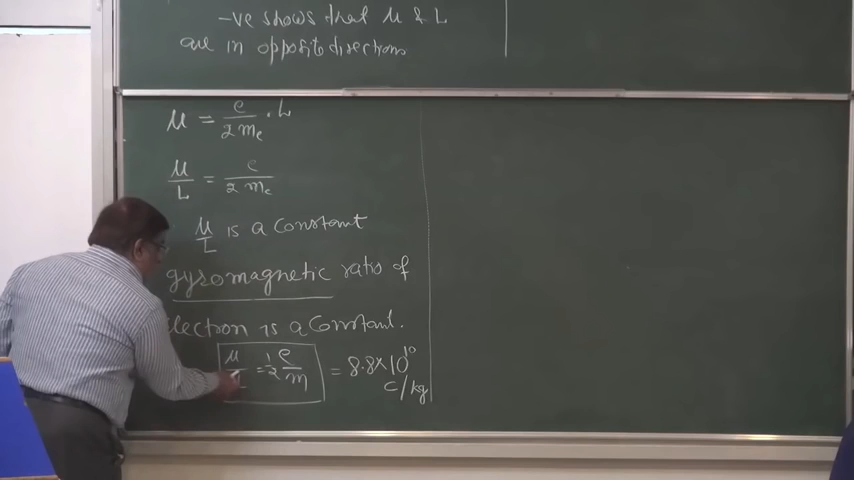 -ve shows that μ & L
are in opposite directions
μ = e/2mₑ · L
μ/L = e/2mₑ
μ/L is a Constant
gyromagnetic ratio of
electron is a Constant.
μ/L = 1/2 e/m = 8.8×10¹⁰ C/kg